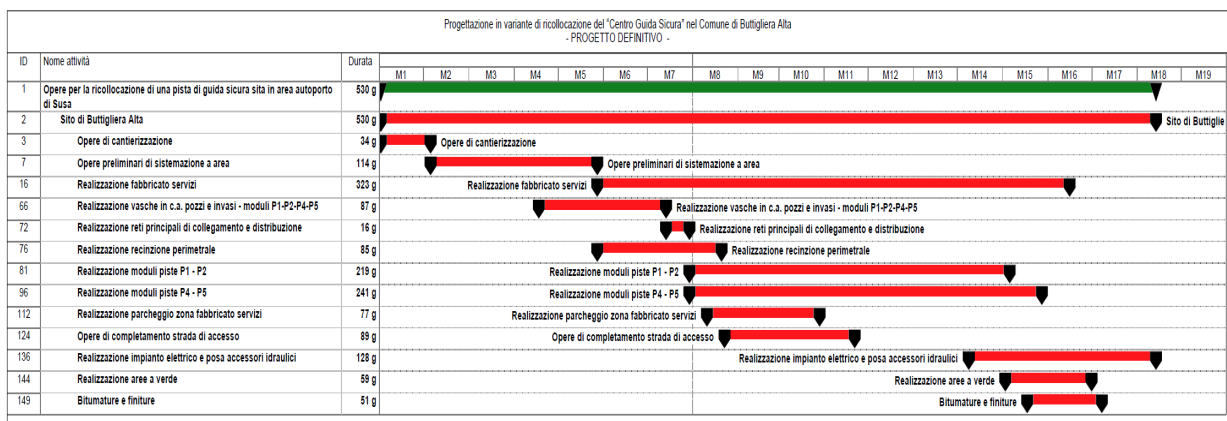 Progettazione in variante di ricollocazione del "Centro Guida Sicura" nel Comune di Buttigliera Alta
- PROGETTO DEFINITIVO -
ID Nome attività Durata
M1 M2 M3 M4 M5 M6 M7 M8 M9 M10 M11 M12 M13 M14 M15 M16 M17 M18 M19
1 Opere per la ricollocazione di una pista di guida sicura sita in area autoporto 530 g
di Susa
2 Sito di Buttigliera Alta 530 g Sito di Buttiglie
3 Opere di cantierizzazione 34 g Opere di cantierizzazione
7 Opere preliminari di sistemazione a area 114 g Opere preliminari di sistemazione a area
16 Realizzazione fabbricato servizi 323 g Realizzazione fabbricato servizi
66 Realizzazione vasche in c.a. pozzi e invasi - moduli P1-P2-P4-P5 87 g Realizzazione vasche in c.a. pozzi e invasi - moduli P1-P2-P4-P5
72 Realizzazione reti principali di collegamento e distribuzione 16 g Realizzazione reti principali di collegamento e distribuzione
76 Realizzazione recinzione perimetrale 85 g Realizzazione recinzione perimetrale
81 Realizzazione moduli piste P1 - P2 219 g Realizzazione moduli piste P1 - P2
96 Realizzazione moduli piste P4 - P5 241 g Realizzazione moduli piste P4 - P5
112 Realizzazione parcheggio zona fabbricato servizi 77 g Realizzazione parcheggio zona fabbricato servizi
124 Opere di completamento strada di accesso 89 g Opere di completamento strada di accesso
136 Realizzazione impianto elettrico e posa accessori idraulici 128 g Realizzazione impianto elettrico e posa accessori idraulici
144 Realizzazione aree a verde 59 g Realizzazione aree a verde
149 Bitumature e finiture 51 g Bitumature e finiture